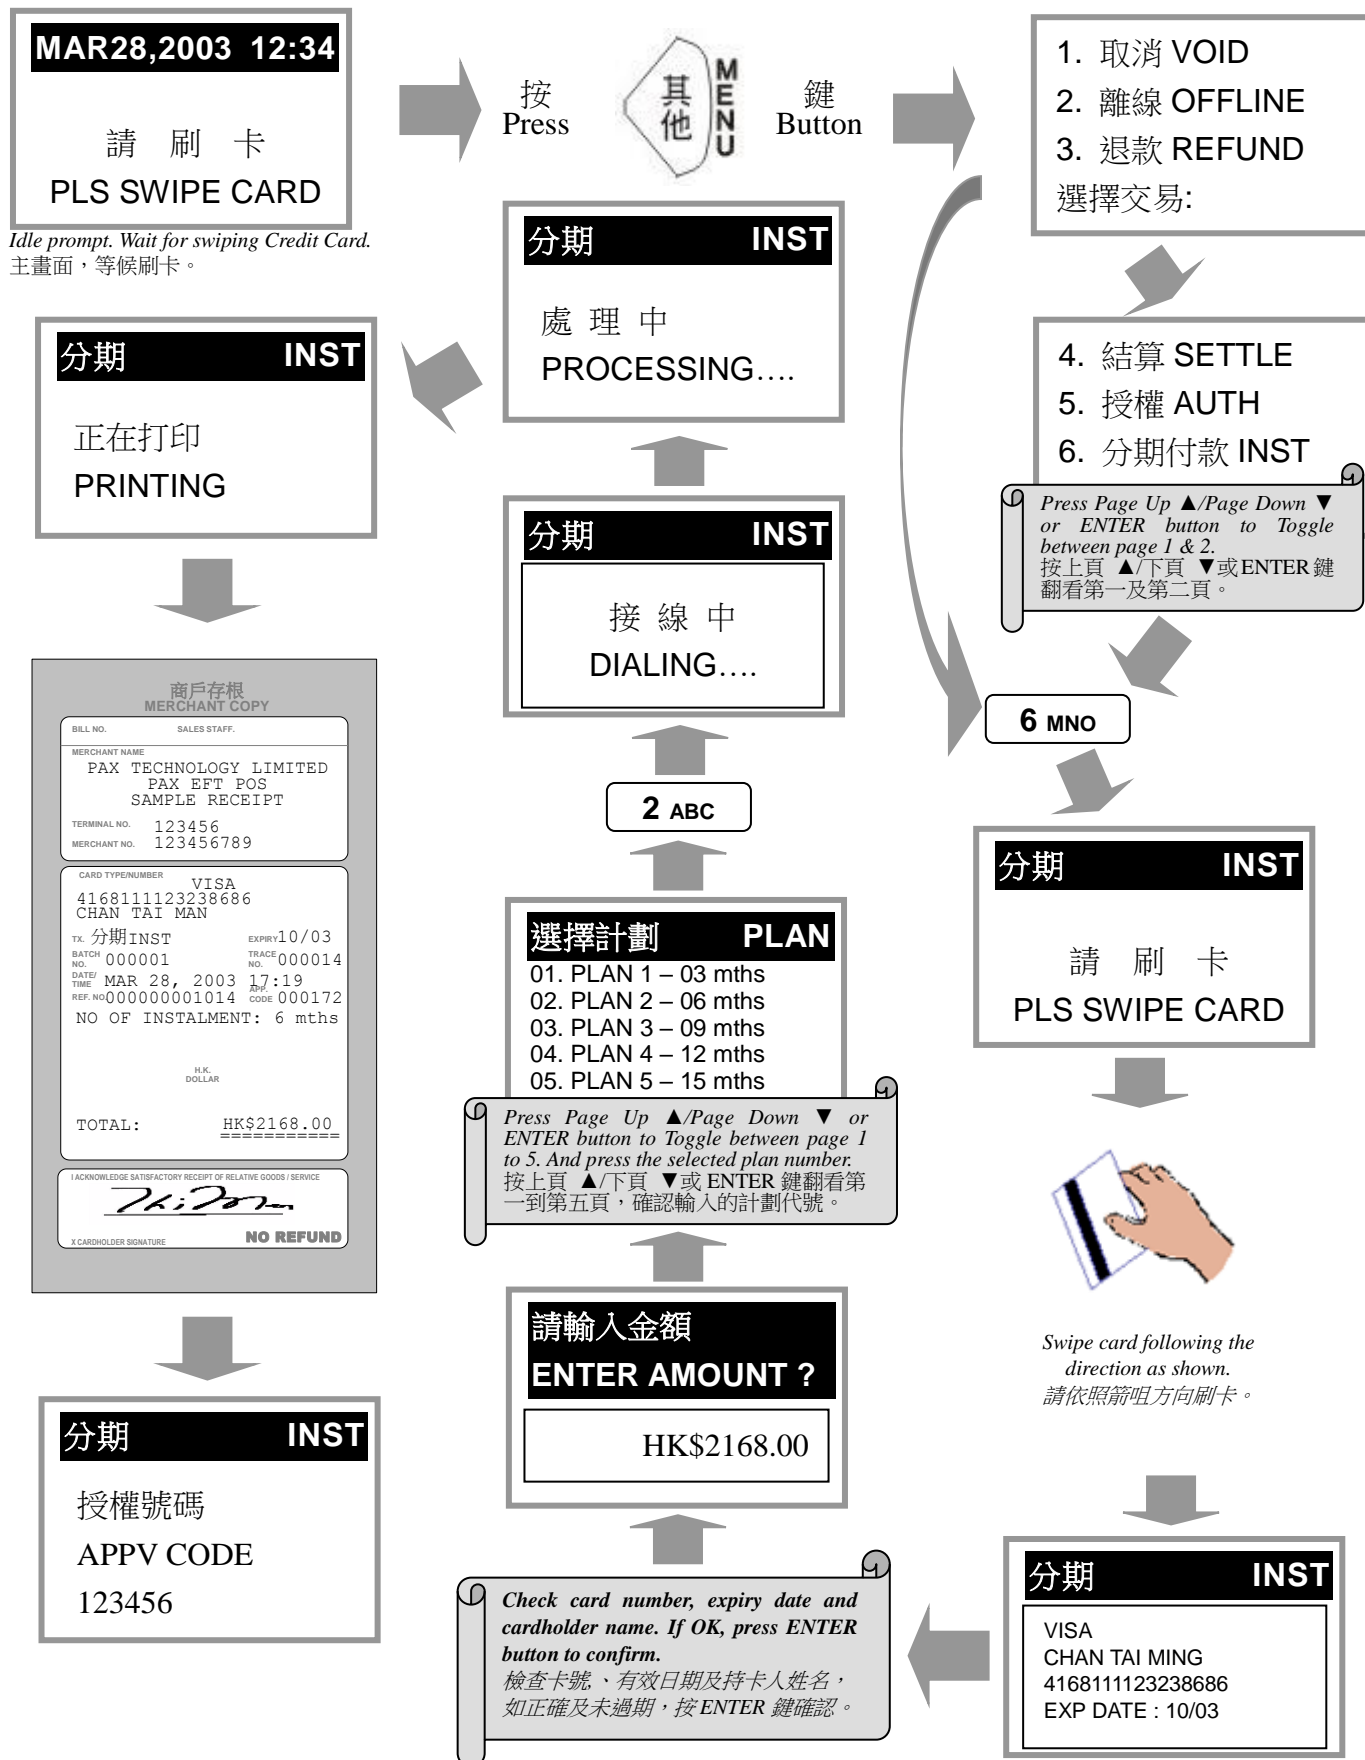 MAR28,2003 12:34
請 刷 卡
PLS SWIPE CARD
Idle prompt. Wait for swiping Credit Card.
主畫面，等候刷卡。
按
Press
其他
MENU
鍵
Button
1. 取消 VOID
2. 離線 OFFLINE
3. 退款 REFUND
選擇交易:
4. 結算 SETTLE
5. 授權 AUTH
6. 分期付款 INST
Press Page Up ▲/Page Down ▼
or ENTER button to Toggle
between page 1 & 2.
按上頁 ▲/下頁 ▼或 ENTER 鍵
翻看第一及第二頁。
6 MNO
分期 INST
請 刷 卡
PLS SWIPE CARD
Swipe card following the
direction as shown.
請依照箭咀方向刷卡。
分期 INST
VISA
CHAN TAI MING
4168111123238686
EXP DATE : 10/03
Check card number, expiry date and
cardholder name. If OK, press ENTER
button to confirm.
檢查卡號,、有效日期及持卡人姓名，
如正確及未過期，按 ENTER 鍵確認。
請輸入金額
ENTER AMOUNT ?
HK$2168.00
選擇計劃 PLAN
01. PLAN 1 – 03 mths
02. PLAN 2 – 06 mths
03. PLAN 3 – 09 mths
04. PLAN 4 – 12 mths
05. PLAN 5 – 15 mths
Press Page Up ▲/Page Down ▼ or
ENTER button to Toggle between page 1
to 5. And press the selected plan number.
按上頁 ▲/下頁 ▼或 ENTER 鍵翻看第
一到第五頁，確認輸入的計劃代號。
2 ABC
分期 INST
接 線 中
DIALING....
分期 INST
處 理 中
PROCESSING....
分期 INST
正在打印
PRINTING
商戶存根
MERCHANT COPY
BILL NO. SALES STAFF.
MERCHANT NAME
PAX TECHNOLOGY LIMITED
PAX EFT POS
SAMPLE RECEIPT
TERMINAL NO. 123456
MERCHANT NO. 123456789
CARD TYPE/NUMBER
VISA
4168111123238686
CHAN TAI MAN
TX. 分期INST EXPIRY 10/03
BATCH NO. 000001 TRACE NO. 000014
DATE/TIME MAR 28, 2003 17:19
REF. NO 000000001014 APP. CODE 000172
NO OF INSTALMENT: 6 mths
H.K.
DOLLAR
TOTAL: HK$2168.00
===========
I ACKNOWLEDGE SATISFACTORY RECEIPT OF RELATIVE GOODS / SERVICE
X CARDHOLDER SIGNATURE NO REFUND
分期 INST
授權號碼
APPV CODE
123456